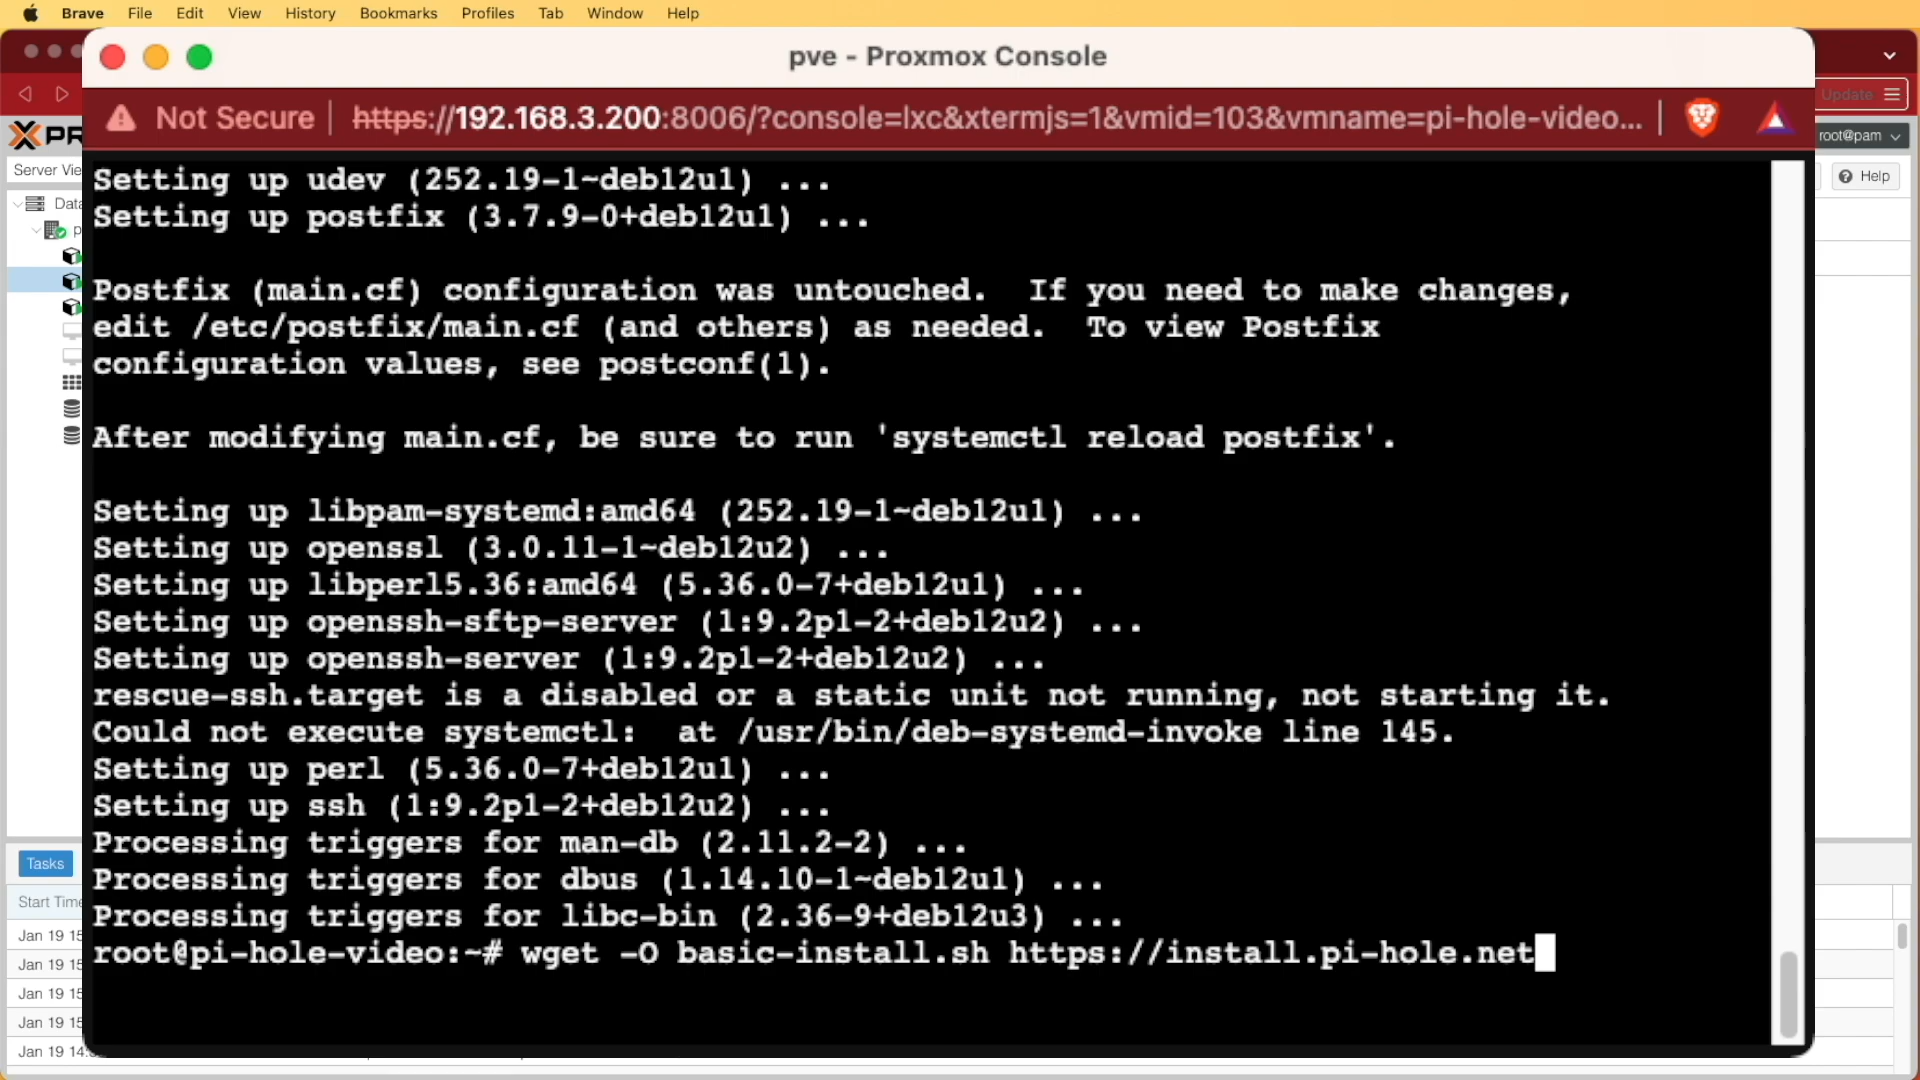 Brave File Edit View History Bookmarks Profiles Tab Window Help
pve - Proxmox Console
Not Secure https://192.168.3.200:8006/?console=lxc&xtermjs=1&vmid=103&vmname=pi-hole-video...
Update
root@pam
Server Vie
Help
Data
Setting up udev (252.19-1~deb12u1) ...
Setting up postfix (3.7.9-0+deb12u1) ...
Postfix (main.cf) configuration was untouched.  If you need to make changes,
edit /etc/postfix/main.cf (and others) as needed.  To view Postfix
configuration values, see postconf(1).
After modifying main.cf, be sure to run 'systemctl reload postfix'.
Setting up libpam-systemd:amd64 (252.19-1~deb12u1) ...
Setting up openssl (3.0.11-1~deb12u2) ...
Setting up libperl5.36:amd64 (5.36.0-7+deb12u1) ...
Setting up openssh-sftp-server (1:9.2p1-2+deb12u2) ...
Setting up openssh-server (1:9.2p1-2+deb12u2) ...
rescue-ssh.target is a disabled or a static unit not running, not starting it.
Could not execute systemctl:  at /usr/bin/deb-systemd-invoke line 145.
Setting up perl (5.36.0-7+deb12u1) ...
Setting up ssh (1:9.2p1-2+deb12u2) ...
Processing triggers for man-db (2.11.2-2) ...
Processing triggers for dbus (1.14.10-1~deb12u1) ...
Processing triggers for libc-bin (2.36-9+deb12u3) ...
root@pi-hole-video:~# wget -O basic-install.sh https://install.pi-hole.net
Tasks
Start Time
Jan 19 15
Jan 19 15
Jan 19 15
Jan 19 15
Jan 19 14: